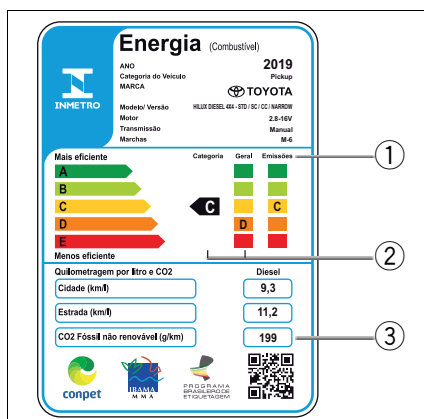 Energia (Combustível)
ANO 2019
Categoria do Veículo Pickup
MARCA TOYOTA
Modelo/ Versão HILUX DIESEL 4X4 - STD / SC / CC / NARROW
Motor 2.8-16V
Transmissão Manual
Marchas M-6
INMETRO
Mais eficiente Categoria Geral Emissões 1
A
B
C C C
D D
E
Menos eficiente 2
Quilometragem por litro e CO2 Diesel
Cidade (km/l) 9,3
Estrada (km/l) 11,2
CO2 Fóssil não renovável (g/km) 199 3
conpet
IBAMA
MMA
PROGRAMA
BRASILEIRO DE
ETIQUETAGEM